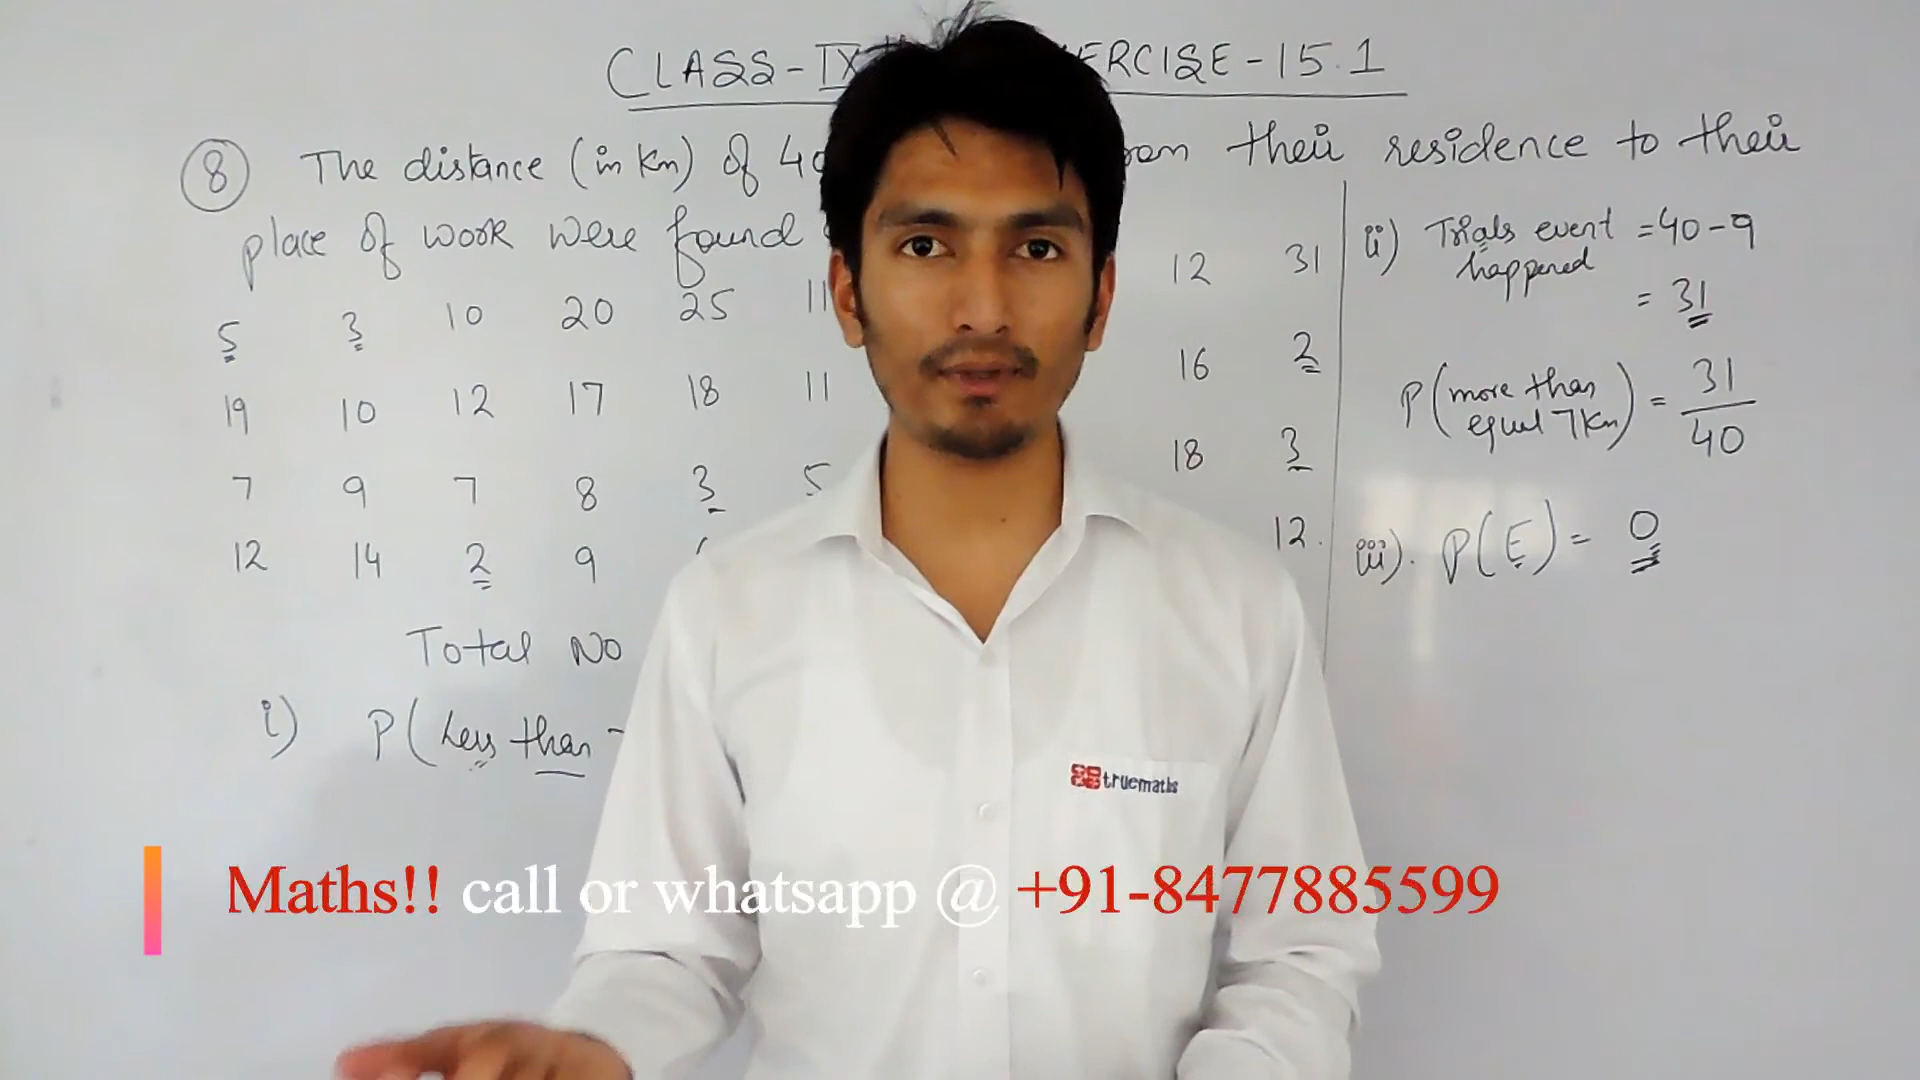 CLASS-IX ERCISE-15.1
8 The distance (in Km) of 40 their residence to their
place of work were found
5 3 10 20 25 11 12 31
19 10 12 17 18 11 16 2
7 9 7 8 3 5 18 3
12 14 2 9 12.
Total No
i) P(Less than
ii) Trials event = 40-9
happened
= 31
P(more than equal 7Km) = 31/40
iii). P(E) = 0
truemaths
Maths!! call or whatsapp @ +91-8477885599